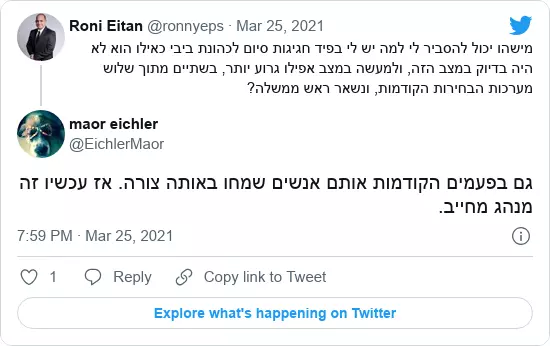 Roni Eitan @ronnyeps · Mar 25, 2021
מישהו יכול להסביר לי למה יש לי בפיד חגיגות סיום לכהונת ביבי כאילו הוא לא
היה בדיוק במצב הזה, ולמעשה במצב אפילו גרוע יותר, בשתיים מתוך שלוש
מערכות הבחירות הקודמות, ונשאר ראש ממשלה?
maor eichler
@EichlerMaor
גם בפעמים הקודמות אותם אנשים שמחו באותה צורה. אז עכשיו זה
מנהג מחייב.
7:59 PM · Mar 25, 2021
1 Reply Copy link to Tweet
Explore what's happening on Twitter